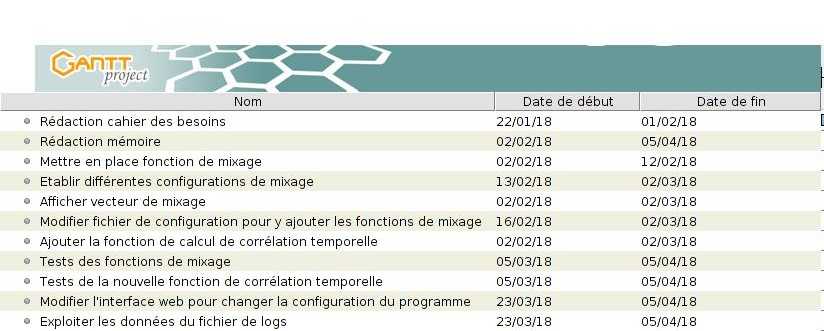 GANTT
project
Nom Date de début Date de fin
Rédaction cahier des besoins 22/01/18 01/02/18
Rédaction mémoire 02/02/18 05/04/18
Mettre en place fonction de mixage 02/02/18 12/02/18
Etablir différentes configurations de mixage 13/02/18 02/03/18
Afficher vecteur de mixage 02/02/18 02/03/18
Modifier fichier de configuration pour y ajouter les fonctions de mixage 16/02/18 02/03/18
Ajouter la fonction de calcul de corrélation temporelle 02/02/18 02/03/18
Tests des fonctions de mixage 05/03/18 05/04/18
Tests de la nouvelle fonction de corrélation temporelle 05/03/18 05/04/18
Modifier l'interface web pour changer la configuration du programme 23/03/18 05/04/18
Exploiter les données du fichier de logs 23/03/18 05/04/18